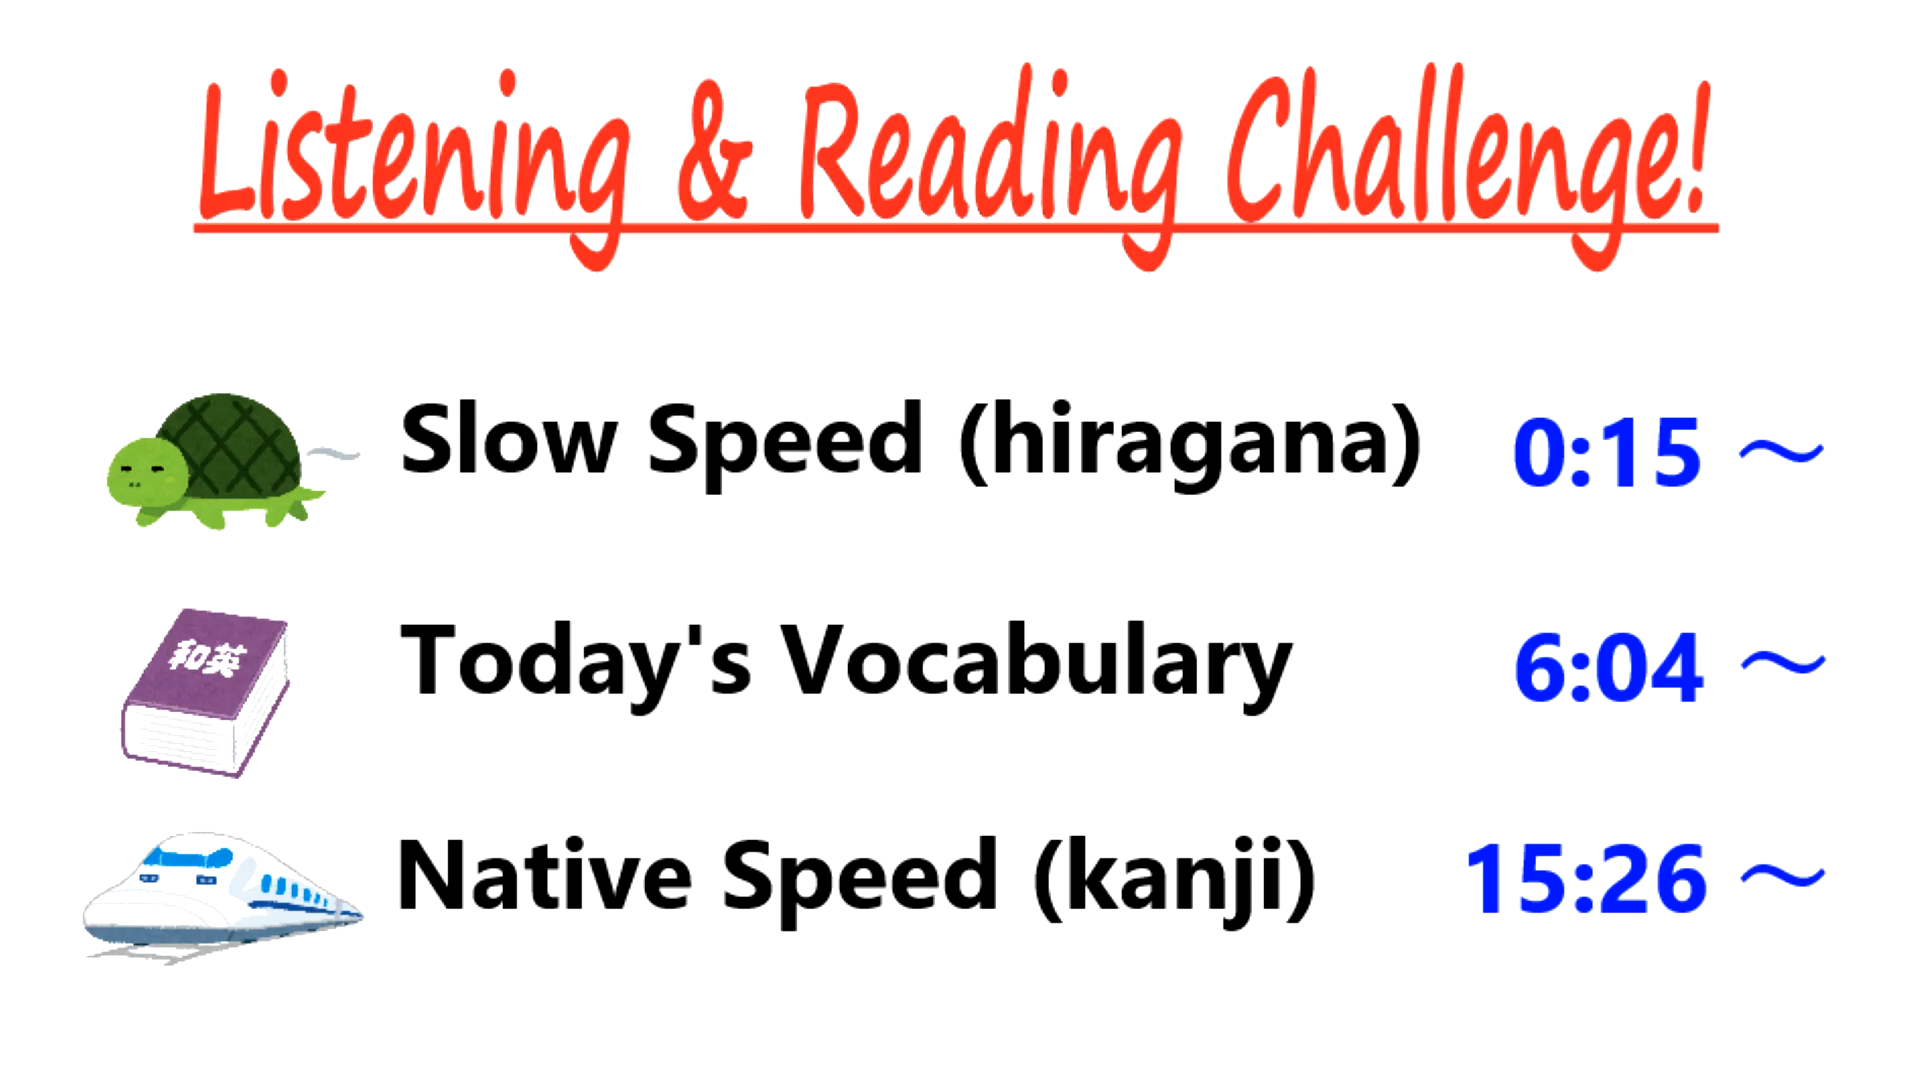 Listening & Reading Challenge!
Slow Speed (hiragana) 0:15 ～
和英
Today's Vocabulary 6:04 ～
Native Speed (kanji) 15:26 ～